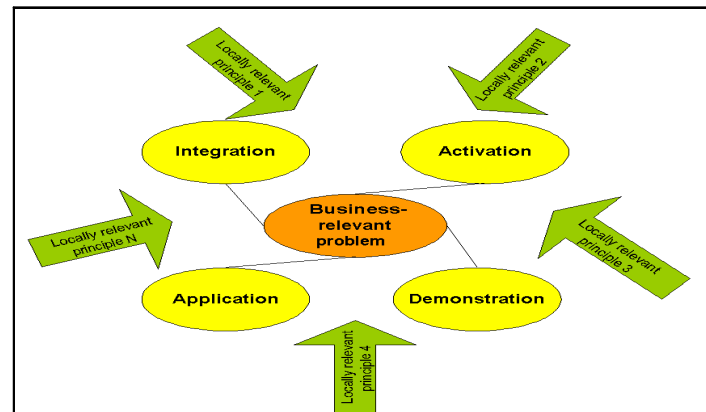 Locally relevant
principle 1
Locally relevant
principle 2
Integration
Activation
Business-
relevant
problem
Locally relevant
principle N
Locally relevant
principle 3
Application
Demonstration
Locally relevant
principle 4